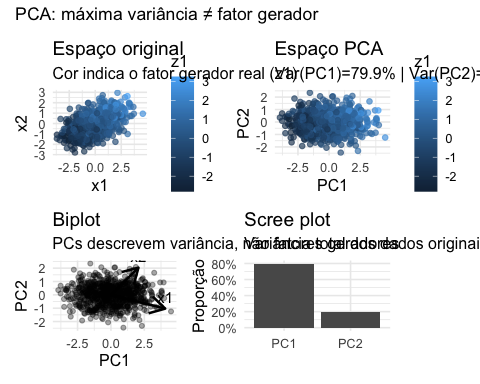 PCA: máxima variância ≠ fator gerador
Espaço original
Cor indica o fator gerador real (z1)
z1
3
2
1
0
-1
-2
x2
3
2
1
0
-1
-2
-3
-2.5 0.0 2.5
x1
Espaço PCA
Var(PC1)=79.9% | Var(PC2)=
z1
3
2
1
0
-1
-2
PC2
2
1
0
-1
-2
-2.5 0.0 2.5
PC1
Biplot
PCs descrevem variância, não fatores geradores
PC2
2
1
0
-1
-2
x2
x1
-2.5 0.0 2.5
PC1
Scree plot
Variância total dos dados originai
Proporção
80%
60%
40%
20%
0%
PC1 PC2